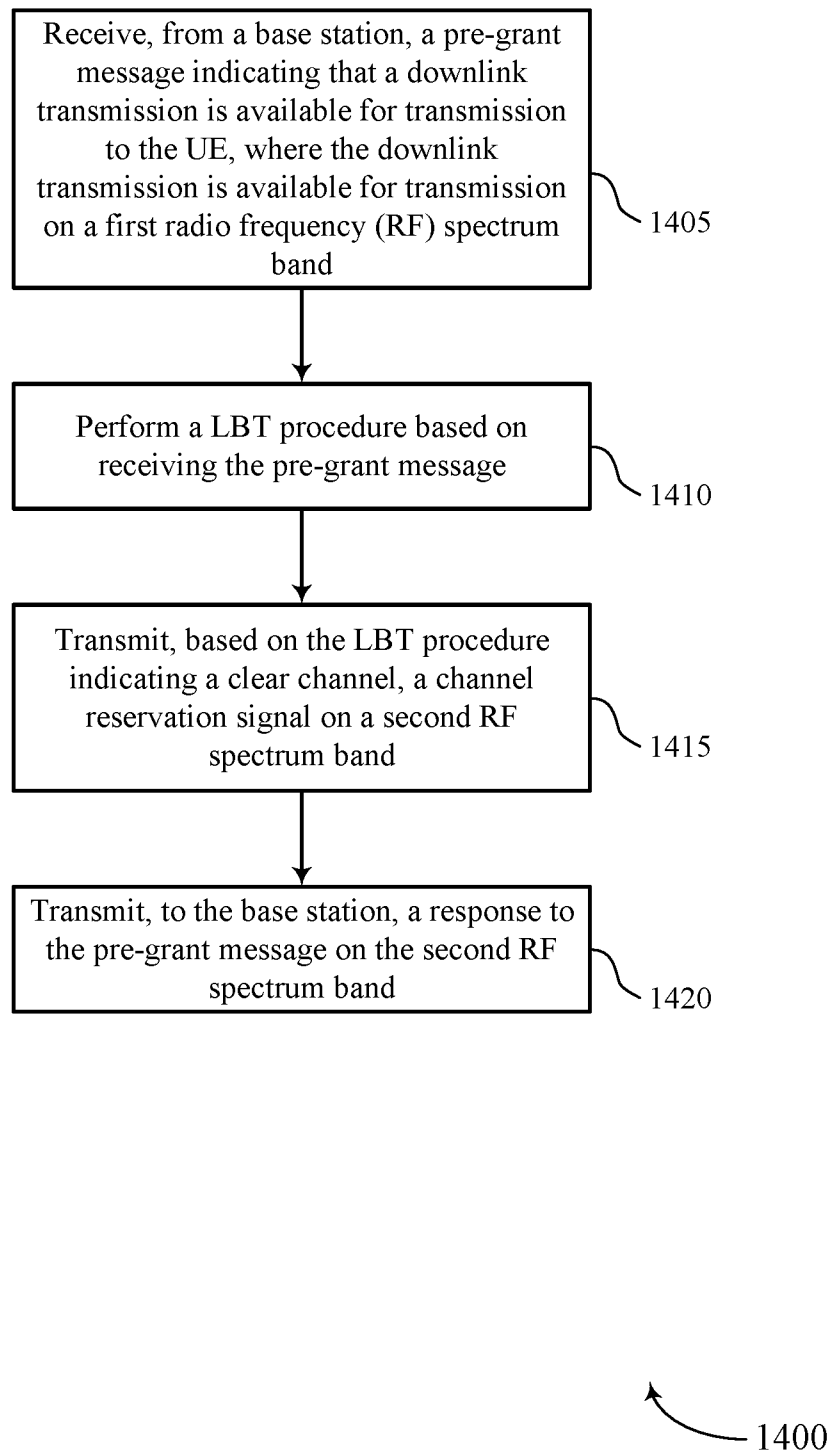 Receive, from a base station, a pre-grant
message indicating that a downlink
transmission is available for transmission
to the UE, where the downlink
transmission is available for transmission
on a first radio frequency (RF) spectrum
band
1405
Perform a LBT procedure based on
receiving the pre-grant message
1410
Transmit, based on the LBT procedure
indicating a clear channel, a channel
reservation signal on a second RF
spectrum band
1415
Transmit, to the base station, a response to
the pre-grant message on the second RF
spectrum band
1420
1400